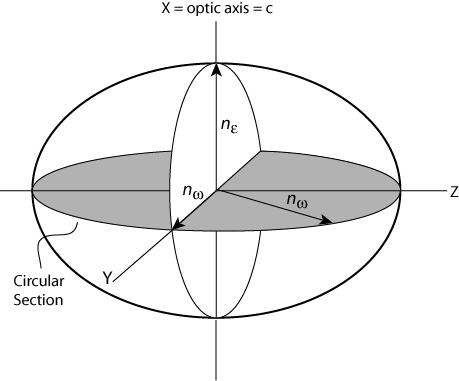 X = optic axis = c
nε
nω
nω
Z
Y
Circular
Section